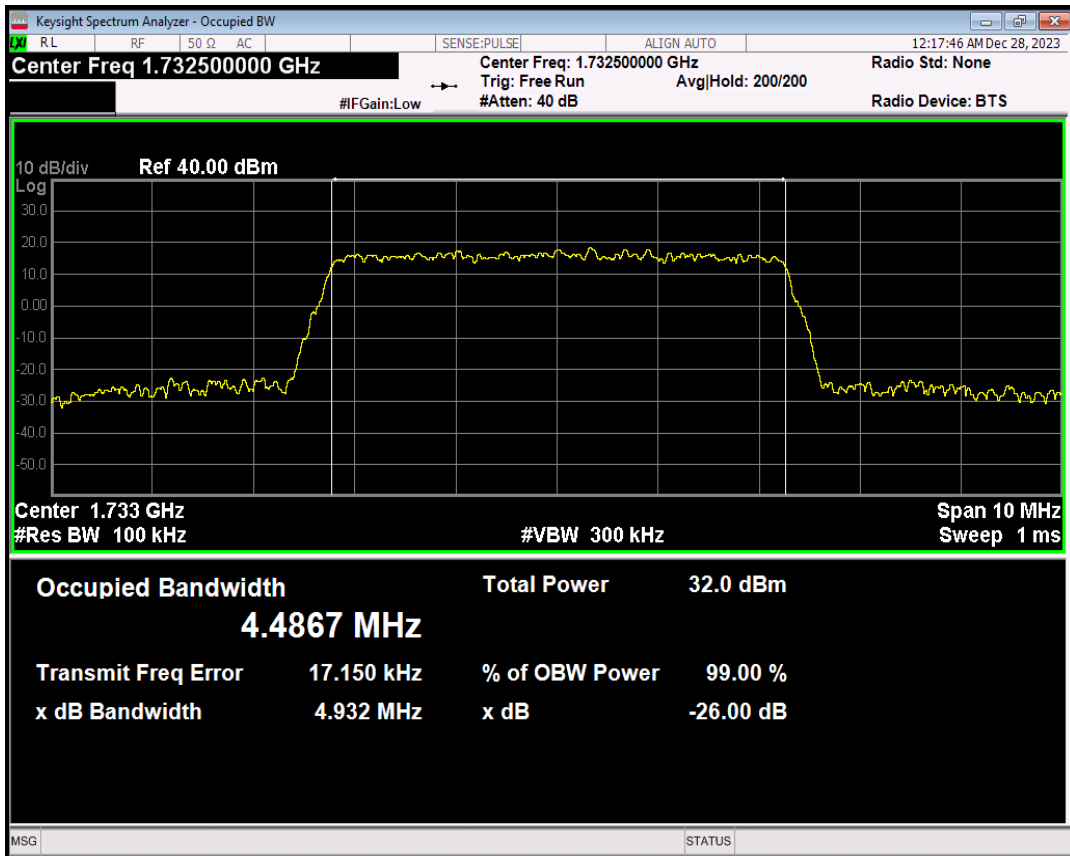 Keysight Spectrum Analyzer - Occupied BW
LXI RL RF 50 Ω AC SENSE:PULSE ALIGN AUTO 12:17:46 AM Dec 28, 2023
Center Freq 1.732500000 GHz Center Freq: 1.732500000 GHz Radio Std: None
Trig: Free Run Avg|Hold: 200/200
#IFGain:Low #Atten: 40 dB Radio Device: BTS
10 dB/div Ref 40.00 dBm
Log
30.0
20.0
10.0
0.00
-10.0
-20.0
-30.0
-40.0
-50.0
Center 1.733 GHz Span 10 MHz
#Res BW 100 kHz #VBW 300 kHz Sweep 1 ms
Occupied Bandwidth Total Power 32.0 dBm
4.4867 MHz
Transmit Freq Error 17.150 kHz % of OBW Power 99.00 %
x dB Bandwidth 4.932 MHz x dB -26.00 dB
MSG STATUS